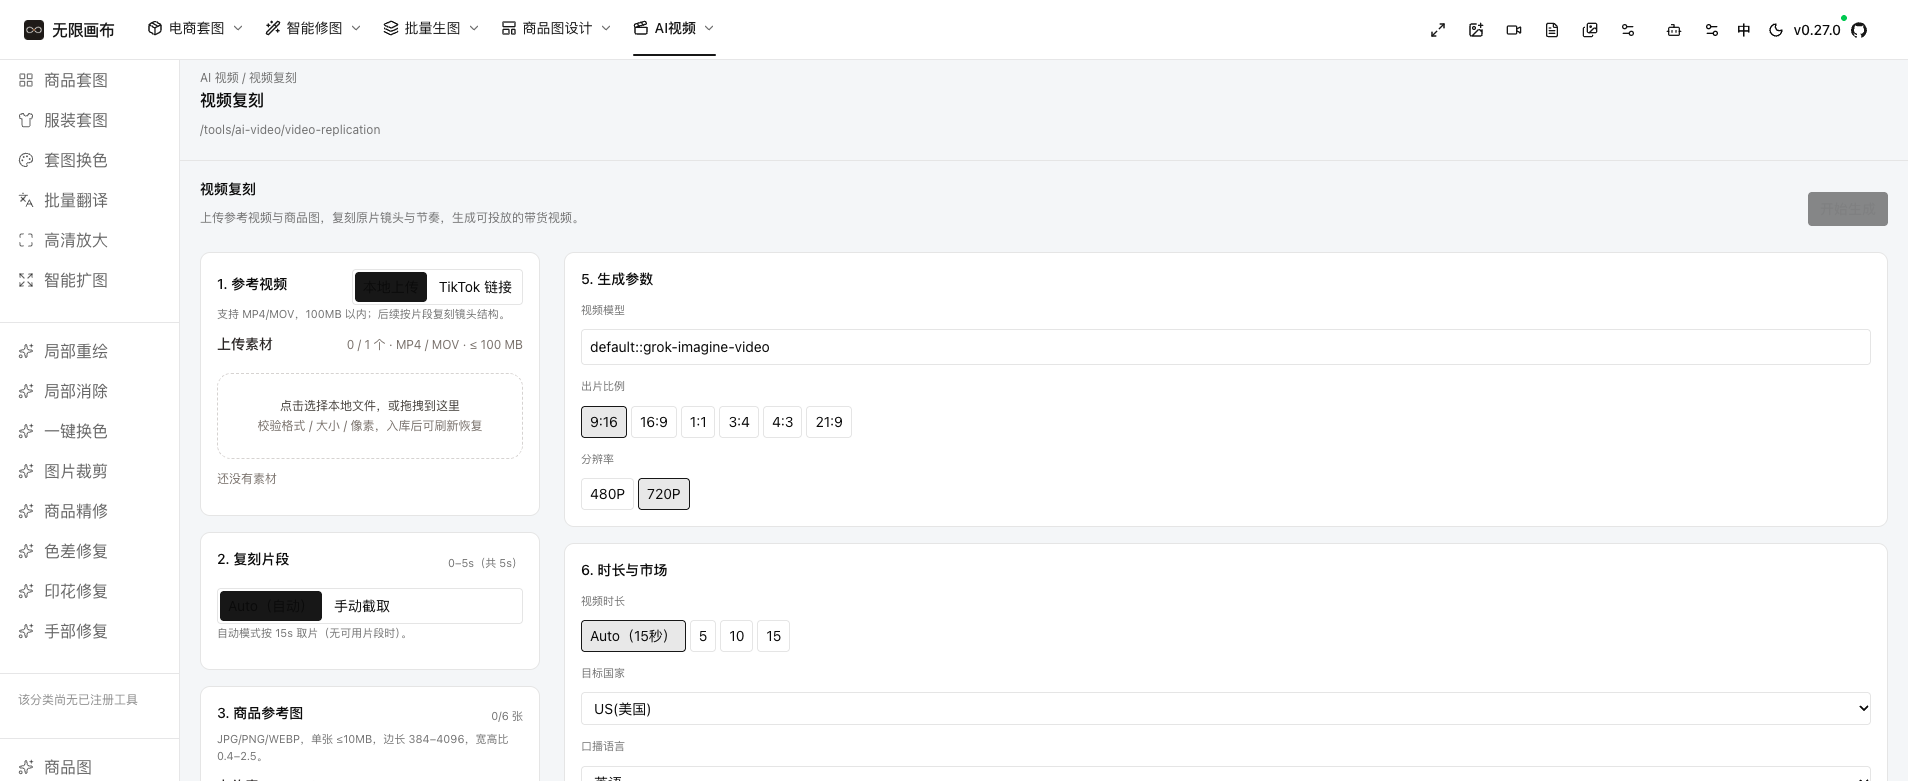 无限画布
电商套图
智能修图
批量生图
商品图设计
AI视频
中
v0.27.0
商品套图
服装套图
套图换色
批量翻译
高清放大
智能扩图
局部重绘
局部消除
一键换色
图片裁剪
商品精修
色差修复
印花修复
手部修复
该分类尚无已注册工具
商品图
AI 视频 / 视频复刻
视频复刻
/tools/ai-video/video-replication
视频复刻
上传参考视频与商品图，复刻原片镜头与节奏，生成可投放的带货视频。
开始生成
1. 参考视频
本地上传
TikTok 链接
支持 MP4/MOV，100MB 以内；后续按片段复刻镜头结构。
上传素材
0 / 1 个 · MP4 / MOV · ≤ 100 MB
点击选择本地文件，或拖拽到这里
校验格式 / 大小 / 像素，入库后可刷新恢复
还没有素材
2. 复刻片段
0–5s（共 5s）
Auto（自动）
手动截取
自动模式按 15s 取片（无可用片段时）。
3. 商品参考图
0/6 张
JPG/PNG/WEBP，单张 ≤10MB，边长 384–4096，宽高比
0.4–2.5。
5. 生成参数
视频模型
default::grok-imagine-video
出片比例
9:16
16:9
1:1
3:4
4:3
21:9
分辨率
480P
720P
6. 时长与市场
视频时长
Auto（15秒）
5
10
15
目标国家
US(美国)
口播语言
英语